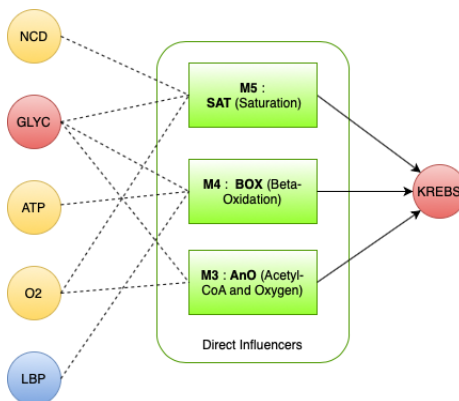 NCD
GLYC
ATP
O2
LBP
M5 :
SAT (Saturation)
M4 : BOX (Beta-
Oxidation)
M3 : AnO (Acetyl-
CoA and Oxygen)
Direct Influencers
KREBS